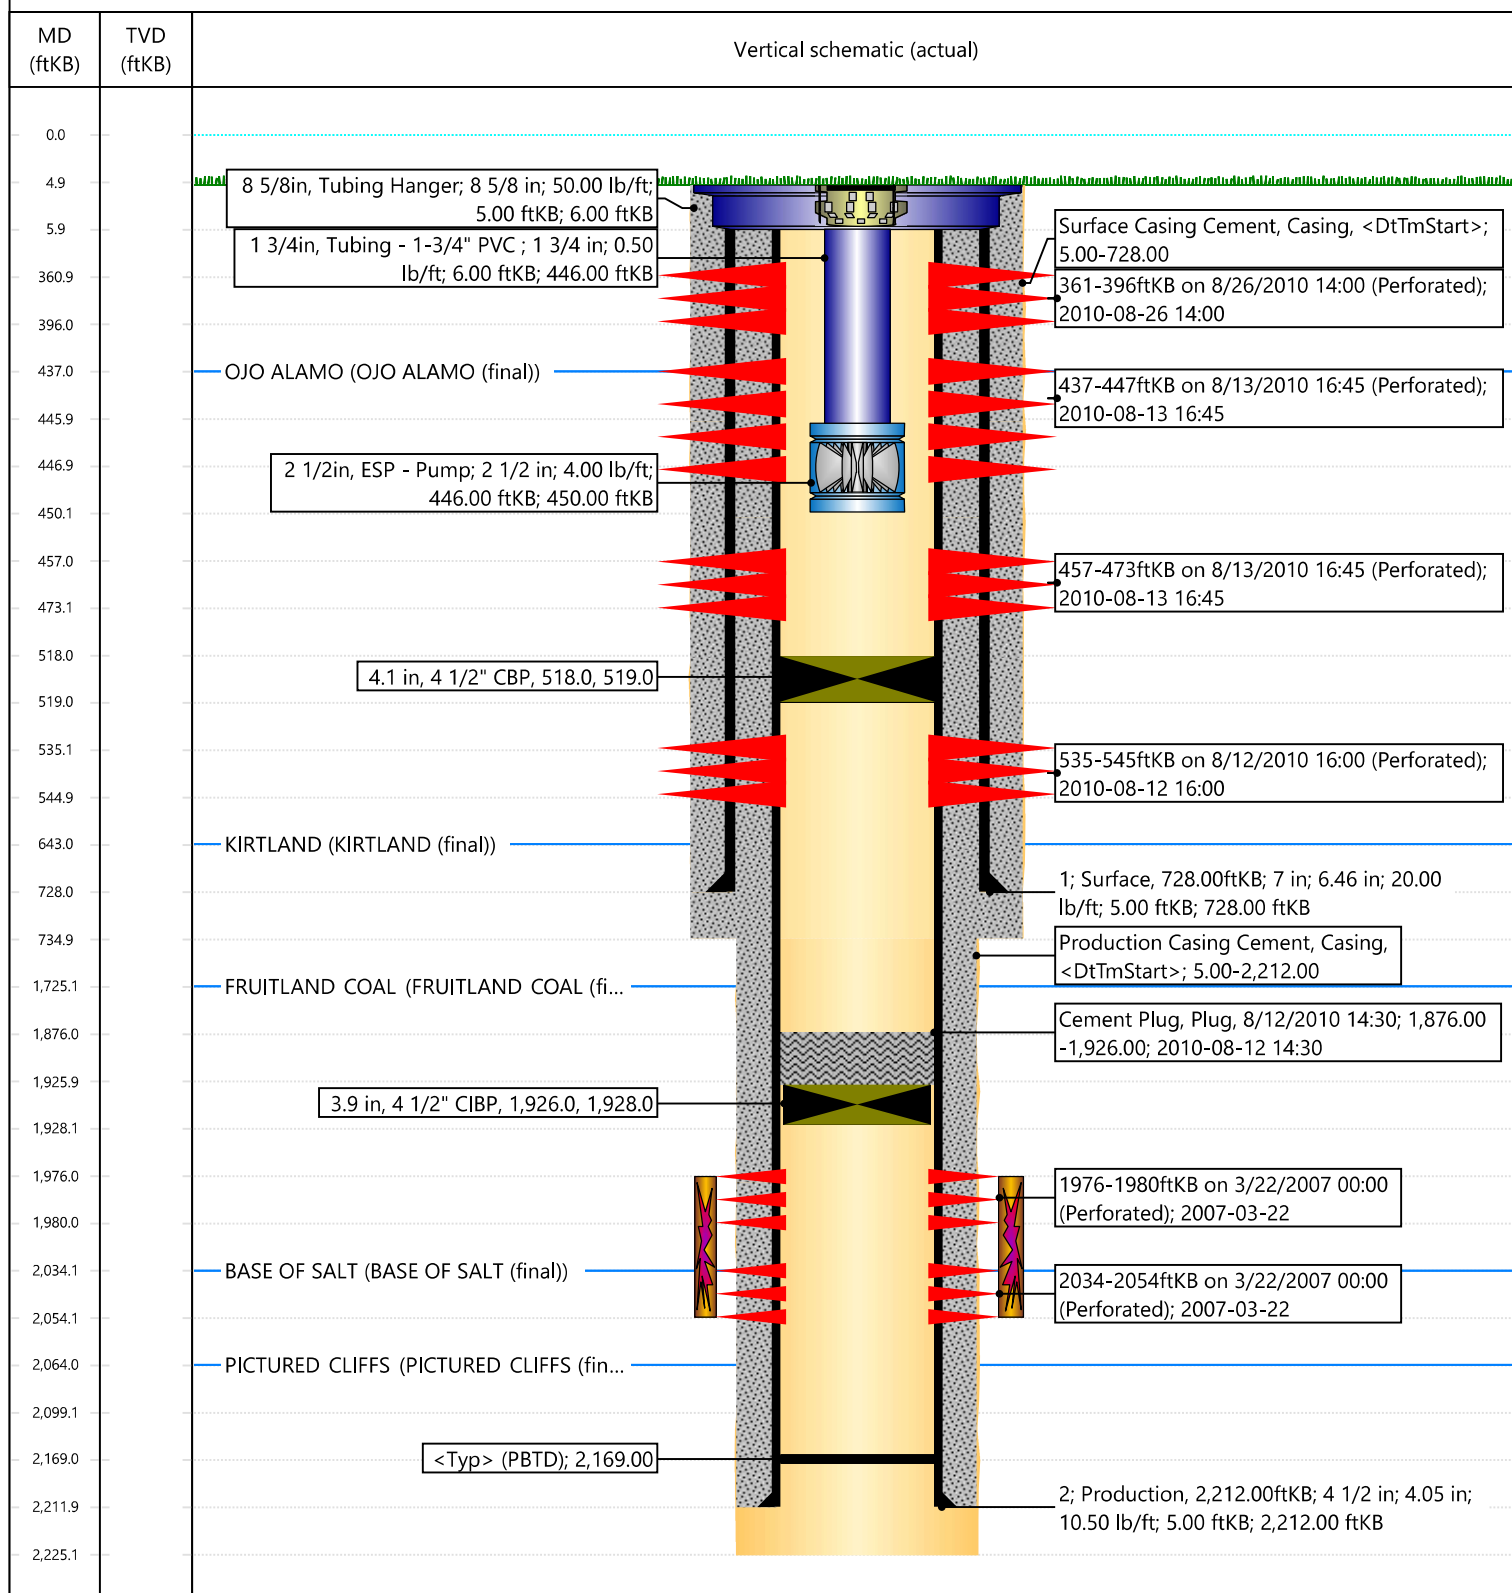 MD
(ftKB)
TVD
(ftKB)
Vertical schematic (actual)
0.0
4.9
5.9
360.9
396.0
437.0
445.9
446.9
450.1
457.0
473.1
518.0
519.0
535.1
544.9
643.0
728.0
734.9
1,725.1
1,876.0
1,925.9
1,928.1
1,976.0
1,980.0
2,034.1
2,054.1
2,064.0
2,099.1
2,169.0
2,211.9
2,225.1
8 5/8in, Tubing Hanger; 8 5/8 in; 50.00 lb/ft;
5.00 ftKB; 6.00 ftKB
1 3/4in, Tubing - 1-3/4" PVC ; 1 3/4 in; 0.50
lb/ft; 6.00 ftKB; 446.00 ftKB
OJO ALAMO (OJO ALAMO (final))
2 1/2in, ESP - Pump; 2 1/2 in; 4.00 lb/ft;
446.00 ftKB; 450.00 ftKB
4.1 in, 4 1/2" CBP, 518.0, 519.0
KIRTLAND (KIRTLAND (final))
FRUITLAND COAL (FRUITLAND COAL (fi...
3.9 in, 4 1/2" CIBP, 1,926.0, 1,928.0
BASE OF SALT (BASE OF SALT (final))
PICTURED CLIFFS (PICTURED CLIFFS (fin...
<Typ> (PBTD); 2,169.00
Surface Casing Cement, Casing, <DtTmStart>;
5.00-728.00
361-396ftKB on 8/26/2010 14:00 (Perforated);
2010-08-26 14:00
437-447ftKB on 8/13/2010 16:45 (Perforated);
2010-08-13 16:45
457-473ftKB on 8/13/2010 16:45 (Perforated);
2010-08-13 16:45
535-545ftKB on 8/12/2010 16:00 (Perforated);
2010-08-12 16:00
1; Surface, 728.00ftKB; 7 in; 6.46 in; 20.00
lb/ft; 5.00 ftKB; 728.00 ftKB
Production Casing Cement, Casing,
<DtTmStart>; 5.00-2,212.00
Cement Plug, Plug, 8/12/2010 14:30; 1,876.00
-1,926.00; 2010-08-12 14:30
1976-1980ftKB on 3/22/2007 00:00
(Perforated); 2007-03-22
2034-2054ftKB on 3/22/2007 00:00
(Perforated); 2007-03-22
2; Production, 2,212.00ftKB; 4 1/2 in; 4.05 in;
10.50 lb/ft; 5.00 ftKB; 2,212.00 ftKB